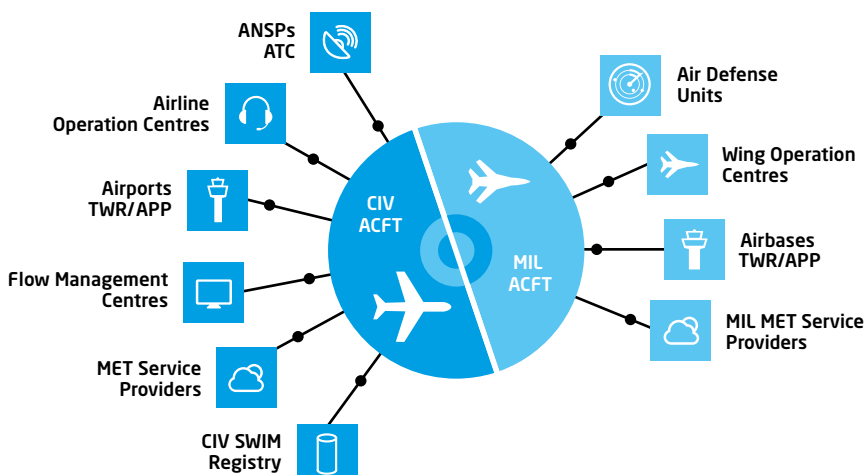 ANSPs
ATC
Airline
Operation Centres
Airports
TWR/APP
Flow Management
Centres
MET Service
Providers
CIV SWIM
Registry
CIV
ACFT
MIL
ACFT
Air Defense
Units
Wing Operation
Centres
Airbases
TWR/APP
MIL MET Service
Providers